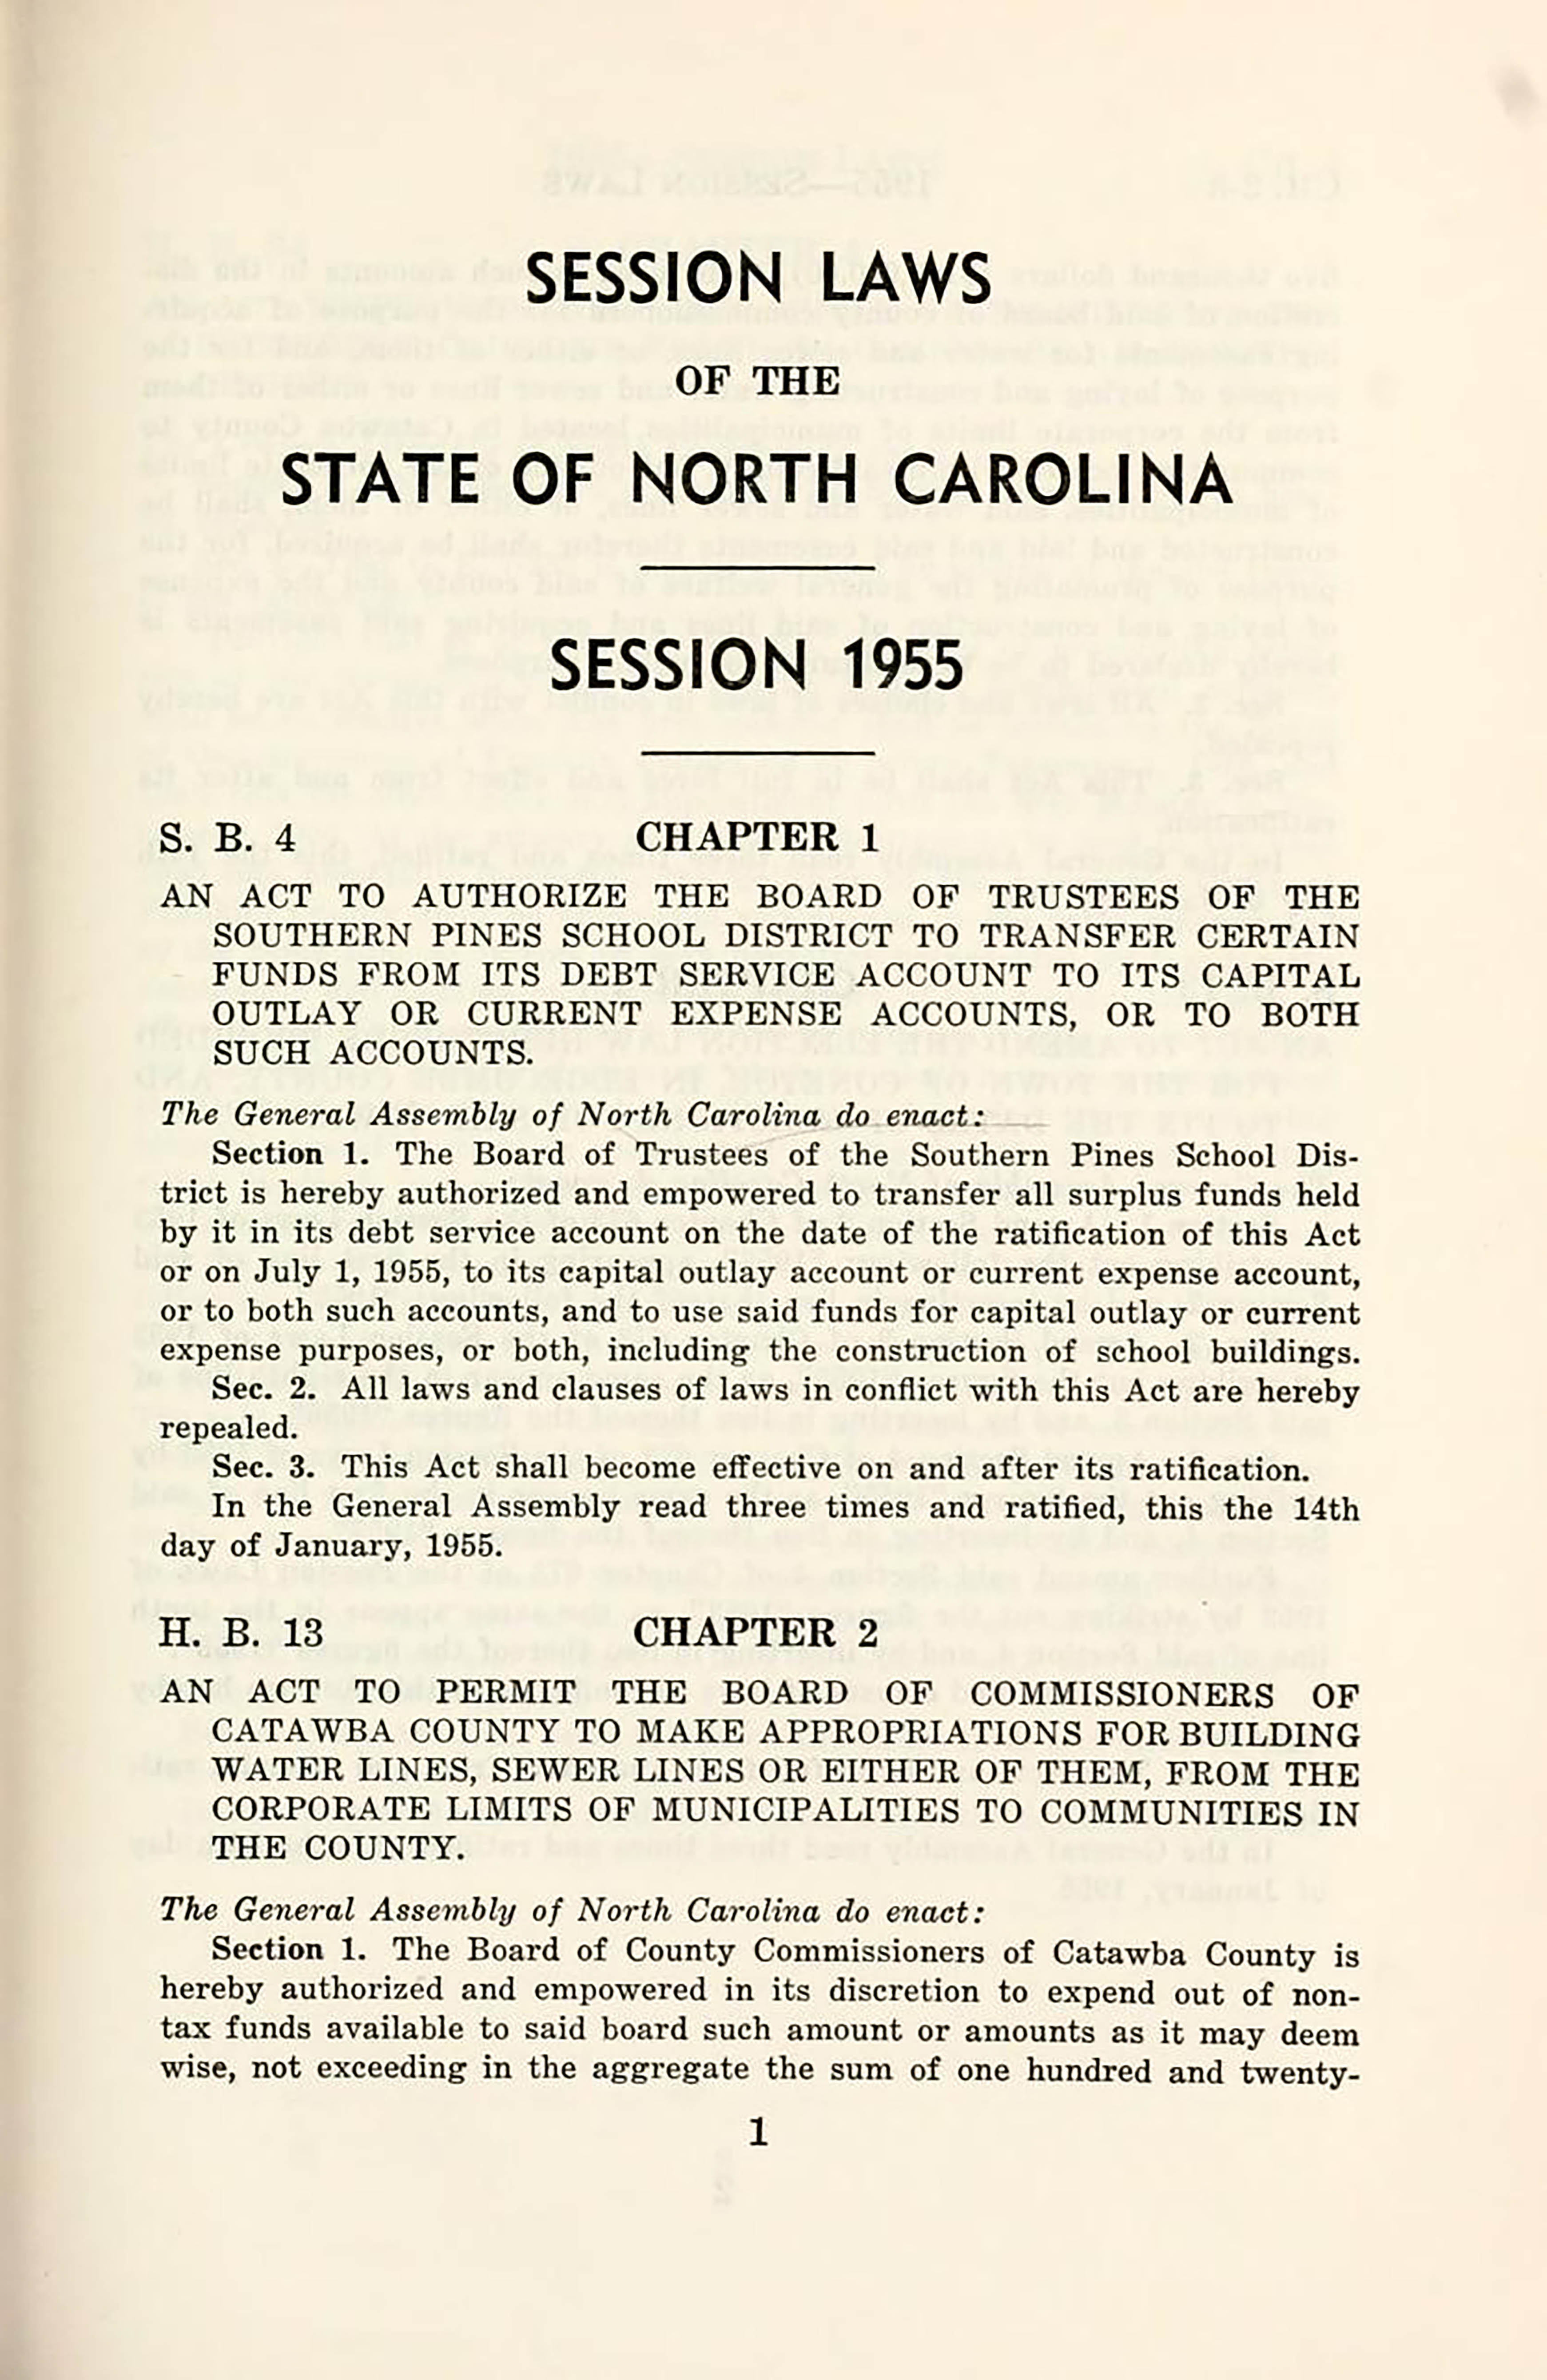 SESSION LAWS
OF THE
STATE OF NORTH CAROLINA
SESSION 1955
S. B. 4 CHAPTER 1
AN ACT TO AUTHORIZE THE BOARD OF TRUSTEES OF THE
SOUTHERN PINES SCHOOL DISTRICT TO TRANSFER CERTAIN
FUNDS FROM ITS DEBT SERVICE ACCOUNT TO ITS CAPITAL
OUTLAY OR CURRENT EXPENSE ACCOUNTS, OR TO BOTH
SUCH ACCOUNTS.
The General Assembly of North Carolina do enact:
Section 1. The Board of Trustees of the Southern Pines School Dis-
trict is hereby authorized and empowered to transfer all surplus funds held
by it in its debt service account on the date of the ratification of this Act
or on July 1, 1955, to its capital outlay account or current expense account,
or to both such accounts, and to use said funds for capital outlay or current
expense purposes, or both, including the construction of school buildings.
Sec. 2. All laws and clauses of laws in conflict with this Act are hereby
repealed.
Sec. 3. This Act shall become effective on and after its ratification.
In the General Assembly read three times and ratified, this the 14th
day of January, 1955.
H. B. 13 CHAPTER 2
AN ACT TO PERMIT THE BOARD OF COMMISSIONERS OF
CATAWBA COUNTY TO MAKE APPROPRIATIONS FOR BUILDING
WATER LINES, SEWER LINES OR EITHER OF THEM, FROM THE
CORPORATE LIMITS OF MUNICIPALITIES TO COMMUNITIES IN
THE COUNTY.
The General Assembly of North Carolina do enact:
Section 1. The Board of County Commissioners of Catawba County is
hereby authorized and empowered in its discretion to expend out of non-
tax funds available to said board such amount or amounts as it may deem
wise, not exceeding in the aggregate the sum of one hundred and twenty-
1